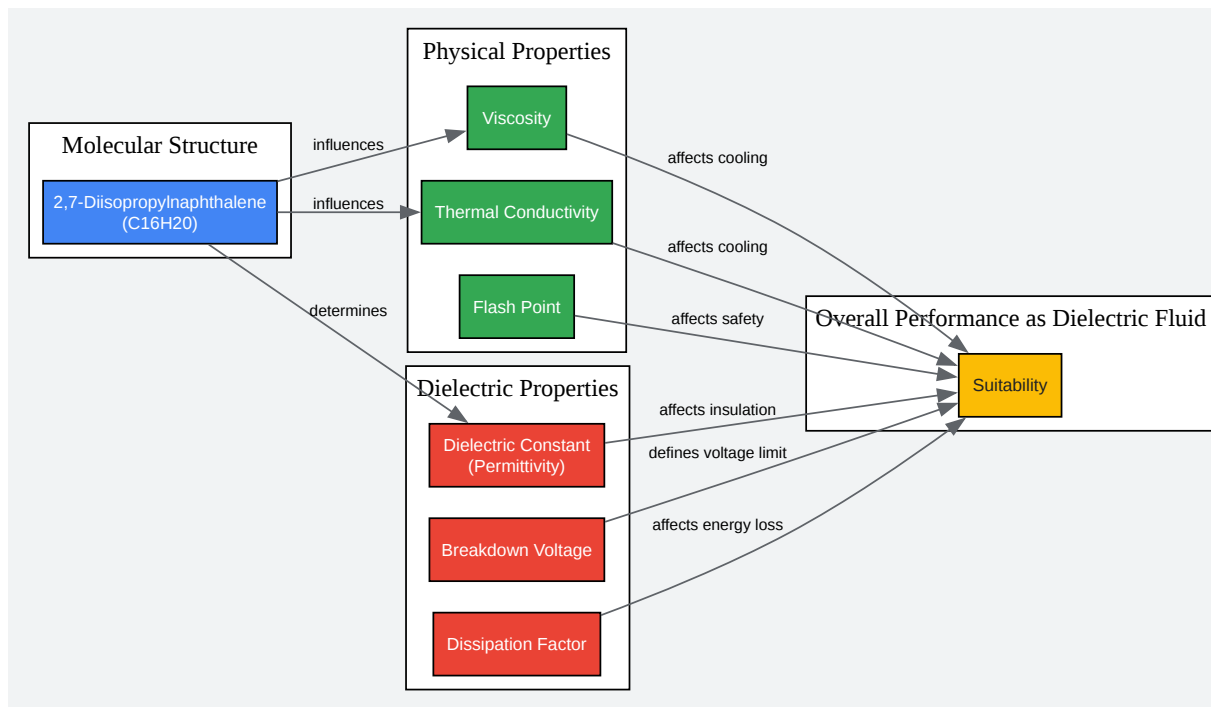 Molecular Structure
2,7-Diisopropylnaphthalene
(C16H20)
influences
influences
determines
Physical Properties
Viscosity
Thermal Conductivity
Flash Point
Dielectric Properties
Dielectric Constant
(Permittivity)
Breakdown Voltage
Dissipation Factor
affects cooling
affects cooling
affects safety
affects insulation
defines voltage limit
affects energy loss
Overall Performance as Dielectric Fluid
Suitability